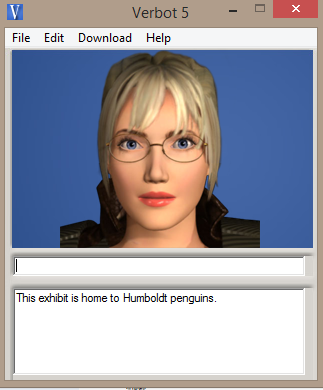 Verbot 5
File Edit Download Help
This exhibit is home to Humboldt penguins.